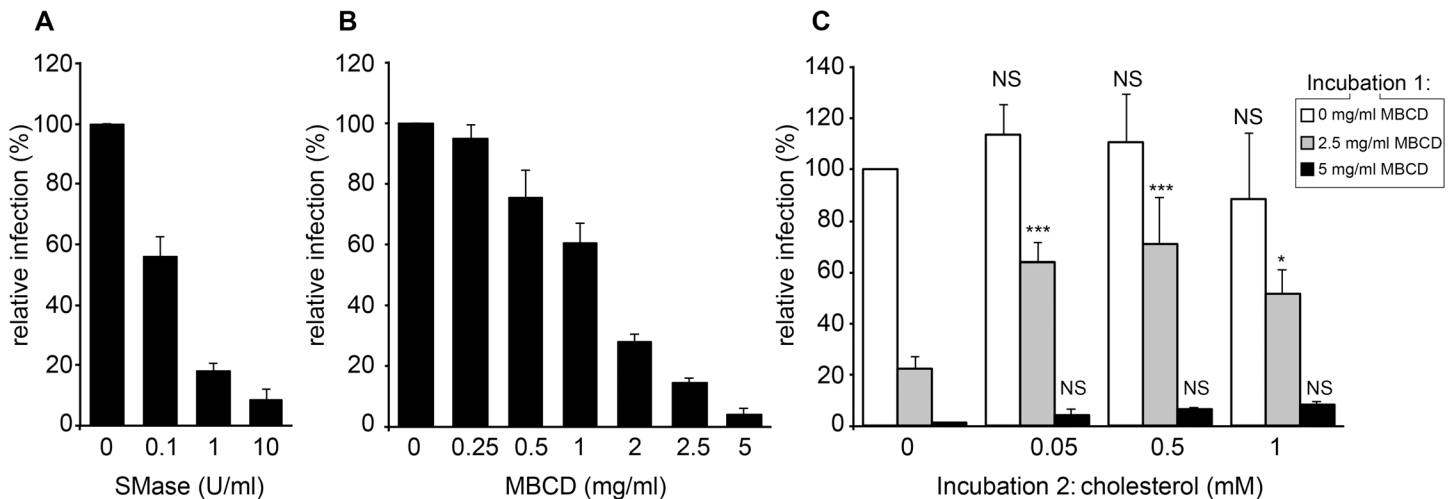 A
120
100
80
60
40
20
0
relative infection (%)
0 0.1 1 10
SMase (U/ml)
B
120
100
80
60
40
20
0
relative infection (%)
0 0.25 0.5 1 2 2.5 5
MBCD (mg/ml)
C
140
120
100
80
60
40
20
0
relative infection (%)
NS NS NS
*** *** *
NS NS NS
0 0.05 0.5 1
Incubation 2: cholesterol (mM)
Incubation 1:
0 mg/ml MBCD
2.5 mg/ml MBCD
5 mg/ml MBCD